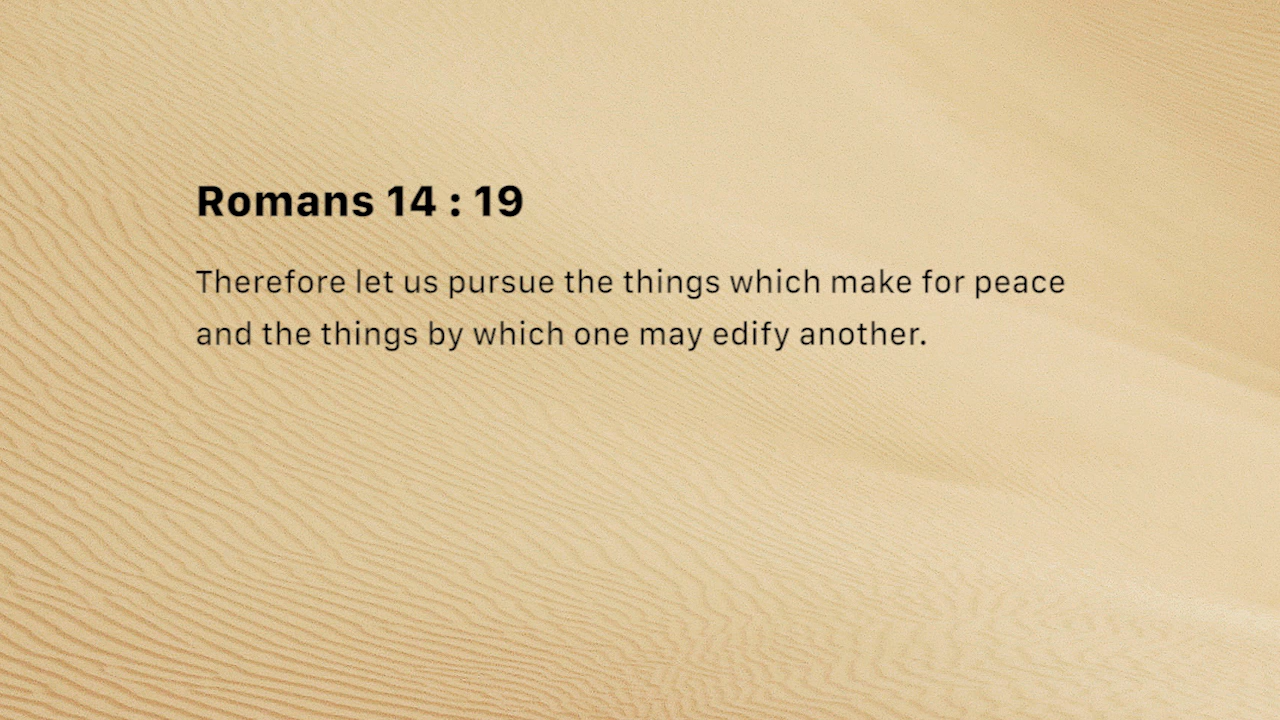 Romans 14 : 19
Therefore let us pursue the things which make for peace
and the things by which one may edify another.